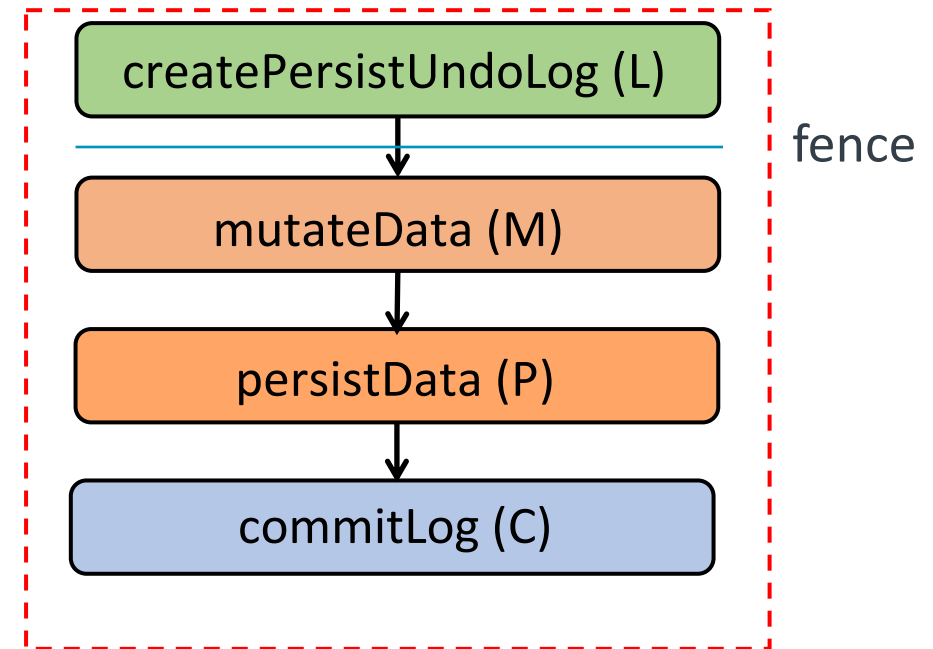 createPersistUndoLog (L)
fence
mutateData (M)
persistData (P)
commitLog (C)